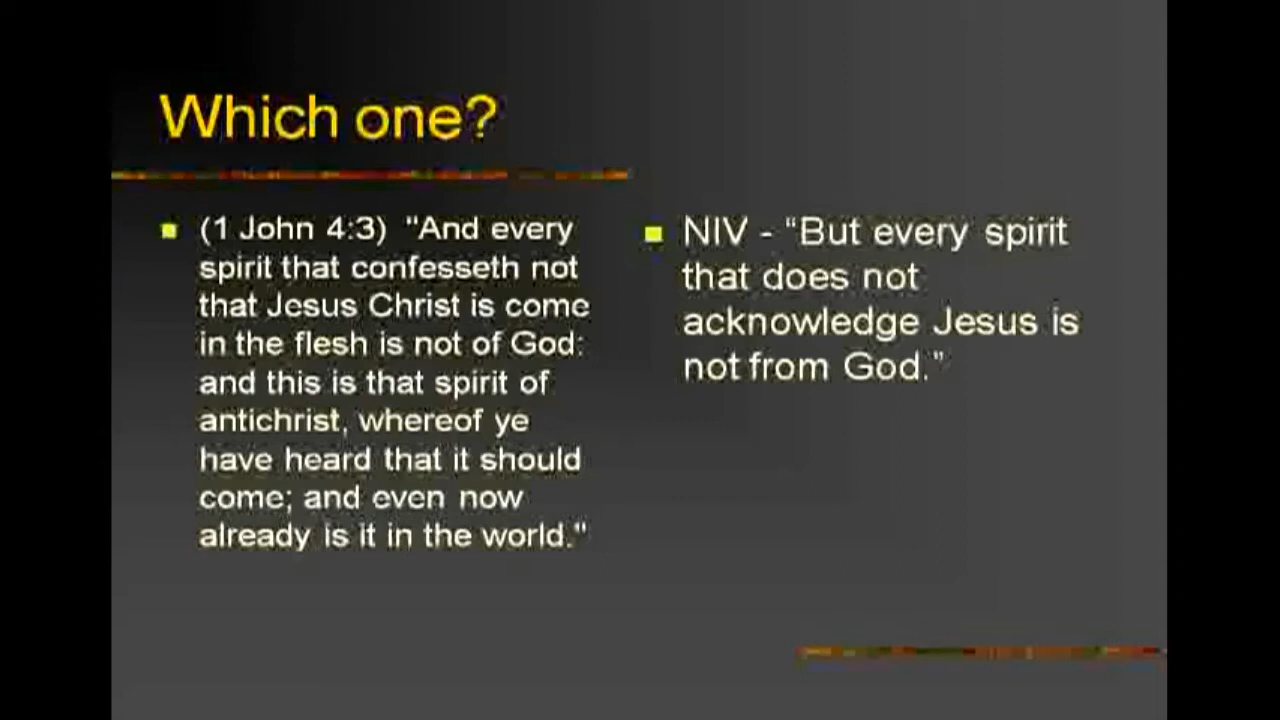 Which one?
(1 John 4:3) "And every
spirit that confesseth not
that Jesus Christ is come
in the flesh is not of God:
and this is that spirit of
antichrist, whereof ye
have heard that it should
come; and even now
already is it in the world."
NIV - “But every spirit
that does not
acknowledge Jesus is
not from God.”